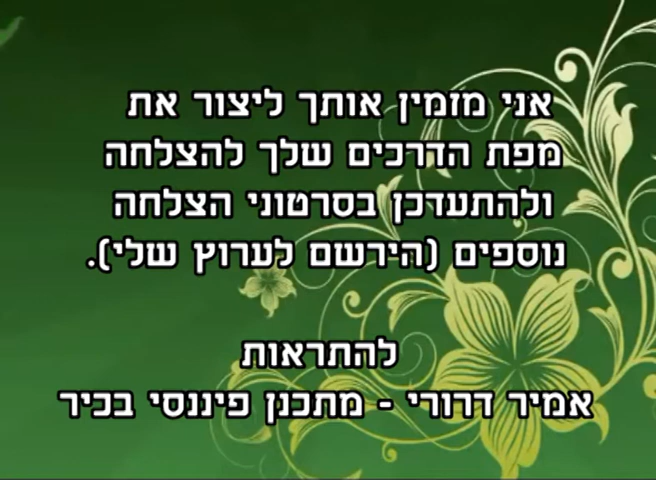 אני מזמין אותך ליצור את
מפת הדרכים שלך להצלחה
ולהתעדכן בסרטוני הצלחה
נוספים (הירשם לערוץ שלי).
להתראות
אמיר דרורי - מתכנן פיננסי בכיר